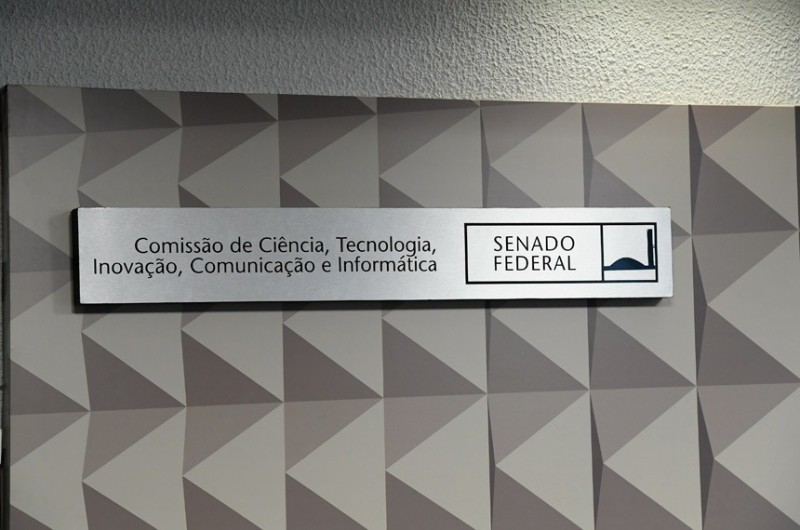 Comissão de Ciência, Tecnologia,
Inovação, Comunicação e Informática
SENADO
FEDERAL